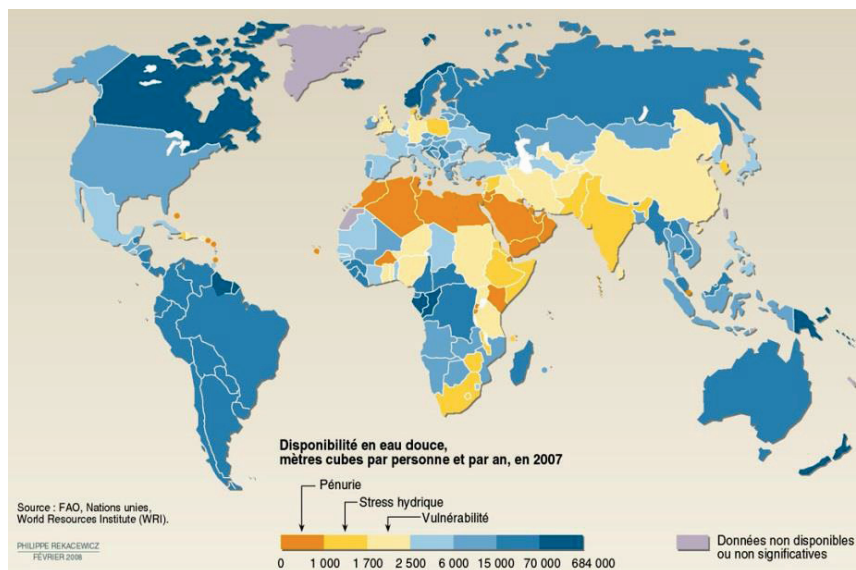 Disponibilité en eau douce,
mètres cubes par personne et par an, en 2007
Pénurie
Stress hydrique
Vulnérabilité
0 1 000 1 700 2 500 6 000 15 000 70 000 684 000
Source : FAO, Nations unies,
World Resources Institute (WRI).
PHILIPPE REKACEWICZ
FÉVRIER 2008
Données non disponibles
ou non significatives